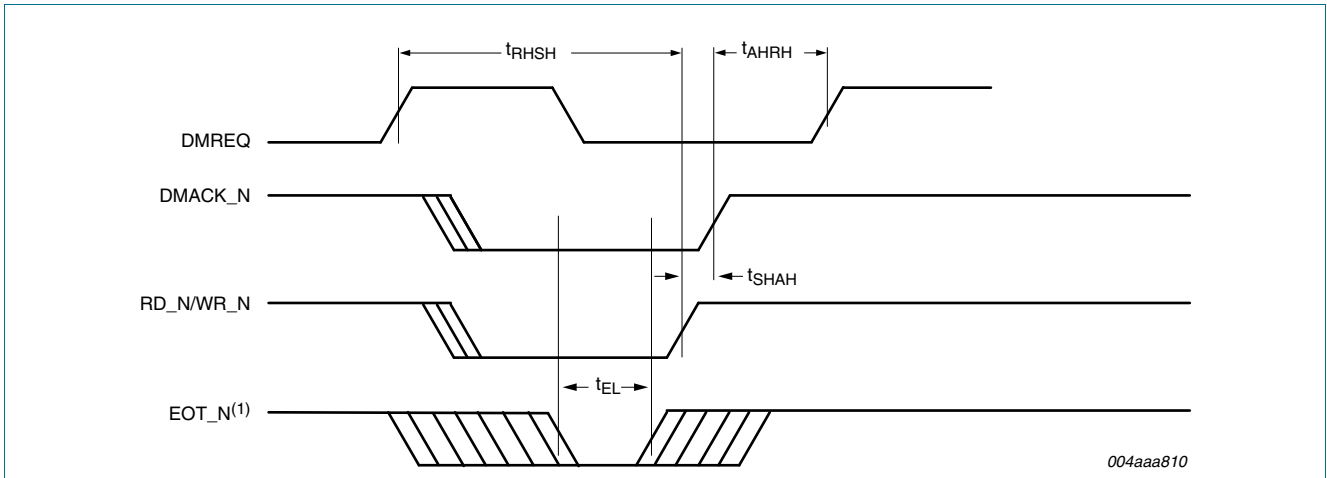 tRHSH
tAHRH
DMREQ
DMACK_N
tSHAH
RD_N/WR_N
tEL
EOT_N(1)
004aaa810